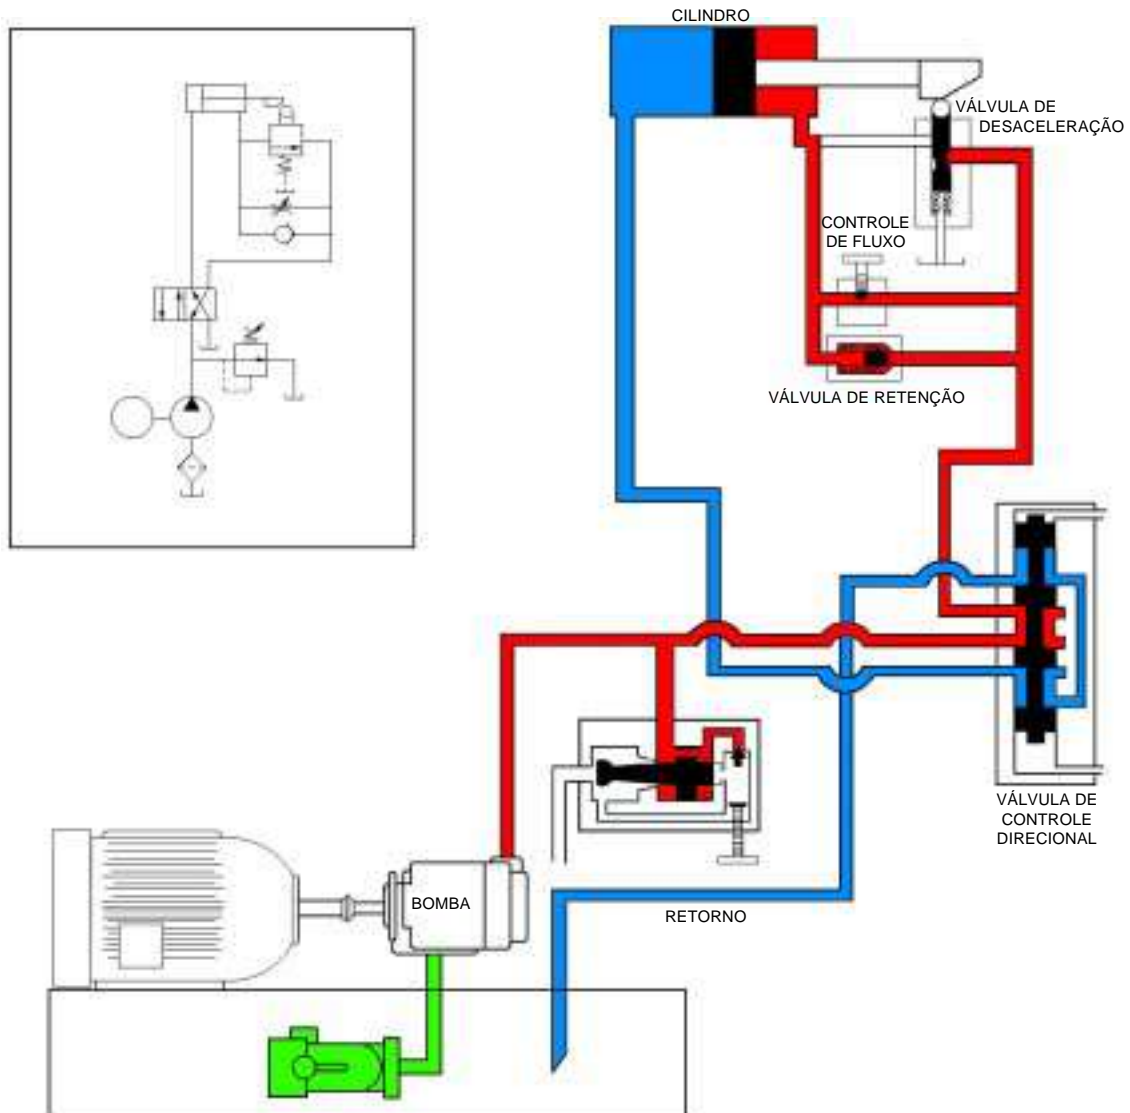 CILINDRO
VÁLVULA DE
DESACELERAÇÃO
CONTROLE
DE FLUXO
VÁLVULA DE RETENÇÃO
VÁLVULA DE
CONTROLE
DIRECIONAL
BOMBA
RETORNO